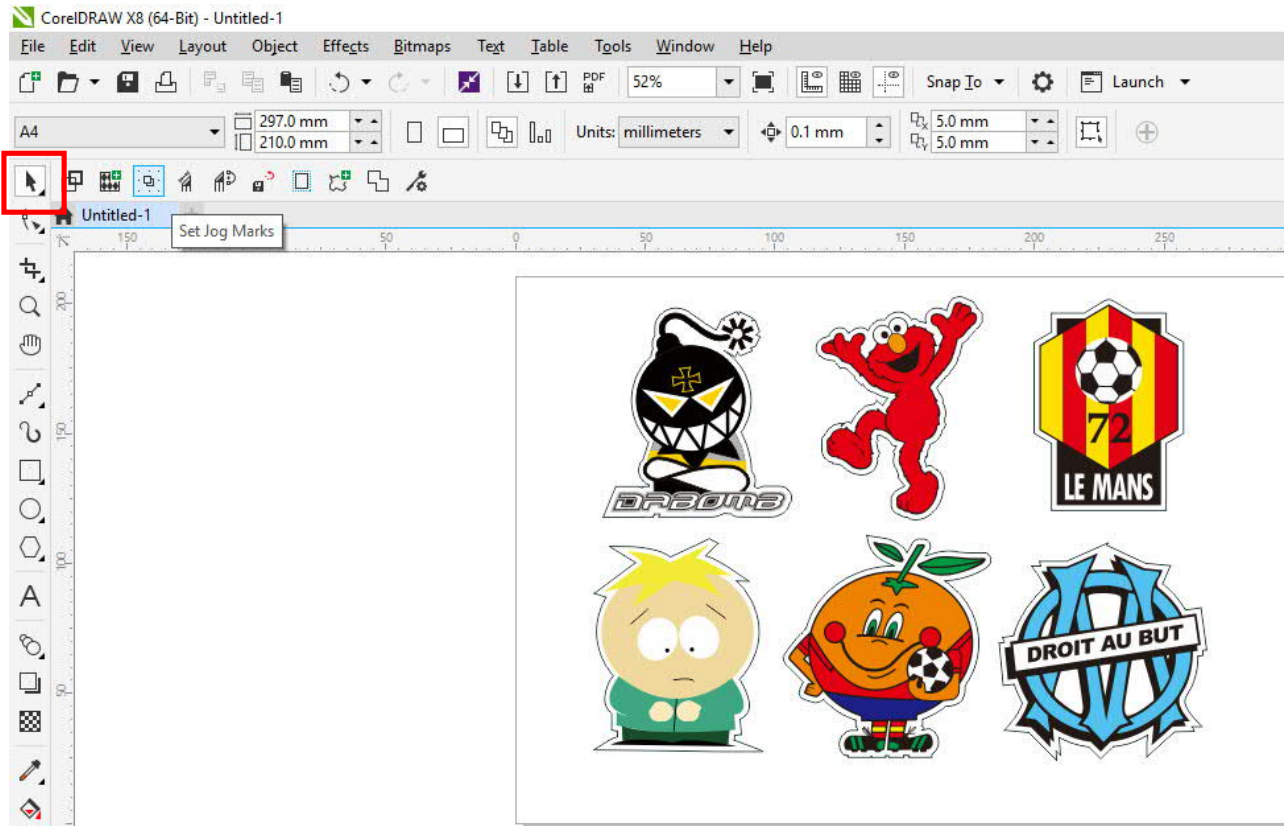 CorelDRAW X8 (64-Bit) - Untitled-1
File Edit View Layout Object Effects Bitmaps Text Table Tools Window Help
PDF 52% Snap To Launch
A4 297.0 mm 210.0 mm Units: millimeters 0.1 mm 5.0 mm 5.0 mm
Untitled-1
Set Jog Marks
150 50 0 50 100 150 200 250
200
150
100
50
72
LE MANS
DABOMB
DROIT AU BUT
A